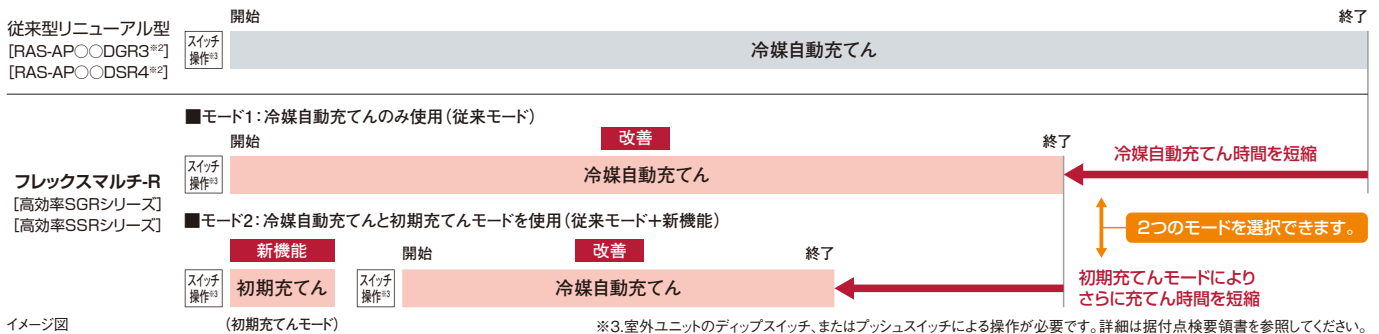 開始
終了
従来型リニューアル型
[RAS-AP○○DGR3※2]
[RAS-AP○○DSR4※2]
スイッチ
操作※3
冷媒自動充てん
■モード1：冷媒自動充てんのみ使用（従来モード）
開始
改善
終了
スイッチ
操作※3
冷媒自動充てん
冷媒自動充てん時間を短縮
フレックスマルチ-R
[高効率SGRシリーズ]
[高効率SSRシリーズ]
2つのモードを選択できます。
■モード2：冷媒自動充てんと初期充てんモードを使用（従来モード＋新機能）
新機能
開始
改善
終了
スイッチ
操作※3
初期充てん
スイッチ
操作※3
冷媒自動充てん
初期充てんモードにより
さらに充てん時間を短縮
イメージ図
（初期充てんモード）
※3.室外ユニットのディップスイッチ、またはプッシュスイッチによる操作が必要です。詳細は据付点検要領書を参照してください。